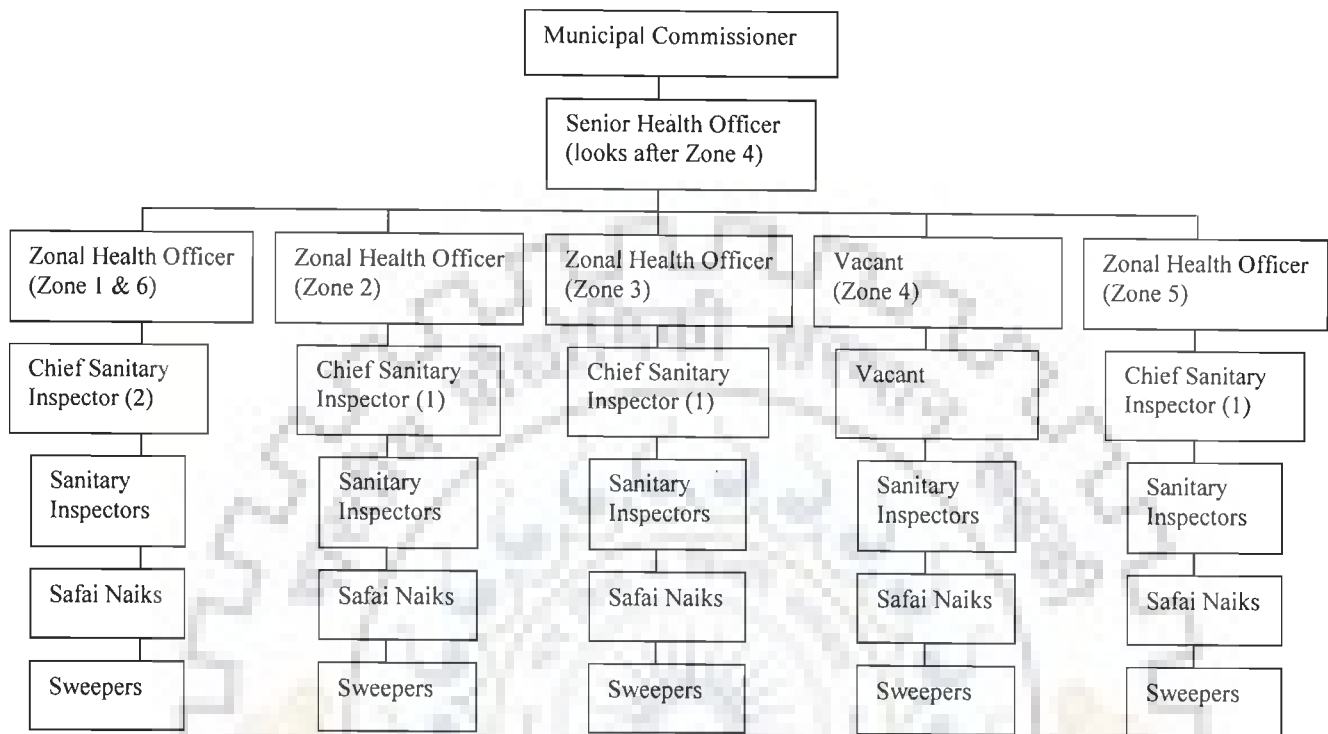 Municipal Commissioner
Senior Health Officer
(looks after Zone 4)
Zonal Health Officer
(Zone 1 & 6)
Zonal Health Officer
(Zone 2)
Zonal Health Officer
(Zone 3)
Vacant
(Zone 4)
Zonal Health Officer
(Zone 5)
Chief Sanitary
Inspector (2)
Chief Sanitary
Inspector (1)
Chief Sanitary
Inspector (1)
Vacant
Chief Sanitary
Inspector (1)
Sanitary
Inspectors
Sanitary
Inspectors
Sanitary
Inspectors
Sanitary
Inspectors
Sanitary
Inspectors
Safai Naiks
Safai Naiks
Safai Naiks
Safai Naiks
Safai Naiks
Sweepers
Sweepers
Sweepers
Sweepers
Sweepers